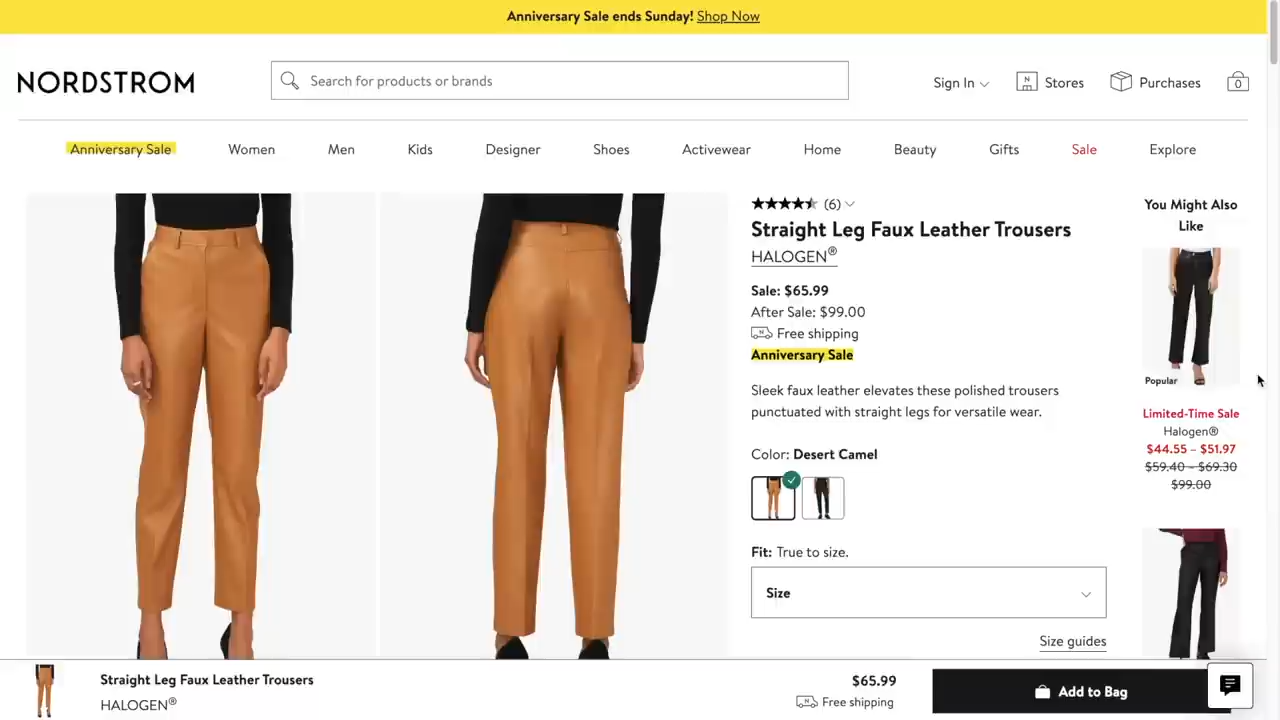 Anniversary Sale ends Sunday! Shop Now
NORDSTROM
Search for products or brands
Sign In
N
Stores
Purchases
0
Anniversary Sale
Women
Men
Kids
Designer
Shoes
Activewear
Home
Beauty
Gifts
Sale
Explore
(6)
Straight Leg Faux Leather Trousers
HALOGEN®
Sale: $65.99
After Sale: $99.00
Free shipping
Anniversary Sale
Sleek faux leather elevates these polished trousers
punctuated with straight legs for versatile wear.
Color: Desert Camel
Fit: True to size.
Size
Size guides
You Might Also
Like
Popular
Limited-Time Sale
Halogen®
$44.55 – $51.97
$59.40 – $69.30
$99.00
Straight Leg Faux Leather Trousers
HALOGEN®
$65.99
Free shipping
Add to Bag